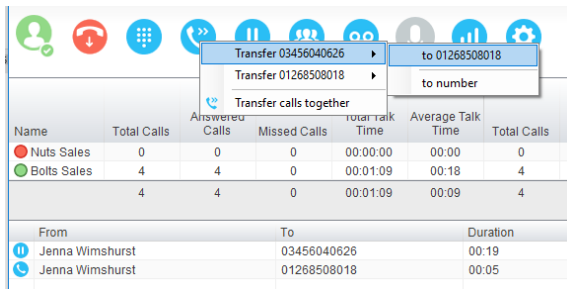 Transfer 03456040626
to 01268508018
Transfer 01268508018
to number
Transfer calls together
Name Total Calls Answered Calls Missed Calls Total Talk Time Average Talk Time Total Calls
Nuts Sales 0 0 0 00:00:00 00:00 0
Bolts Sales 4 4 0 00:01:09 00:18 4
4 4 0 00:01:09 00:09 4
From To Duration
Jenna Wimshurst 03456040626 00:19
Jenna Wimshurst 01268508018 00:05